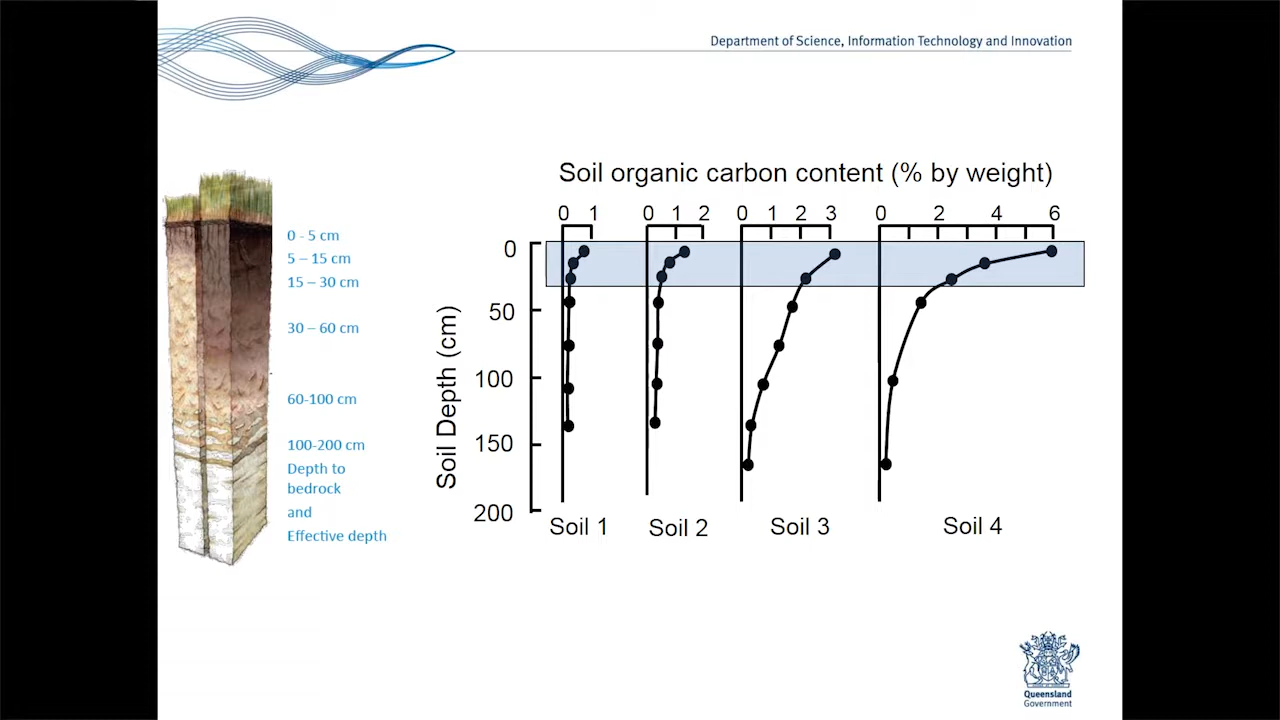 Department of Science, Information Technology and Innovation
0 - 5 cm
5 – 15 cm
15 – 30 cm
30 – 60 cm
60-100 cm
100-200 cm
Depth to
bedrock
and
Effective depth
Soil organic carbon content (% by weight)
0 1 0 1 2 0 1 2 3 0 2 4 6
Soil Depth (cm)
0
50
100
150
200
Soil 1 Soil 2 Soil 3 Soil 4
Queensland
Government